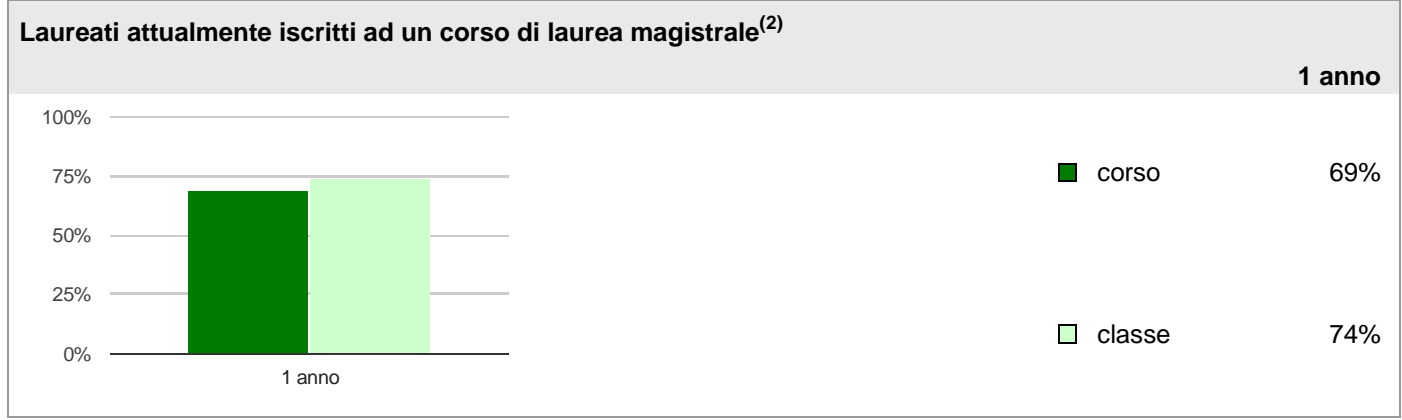 Laureati attualmente iscritti ad un corso di laurea magistrale(2)
1 anno
100%
75%
50%
25%
0%
1 anno
corso 69%
classe 74%